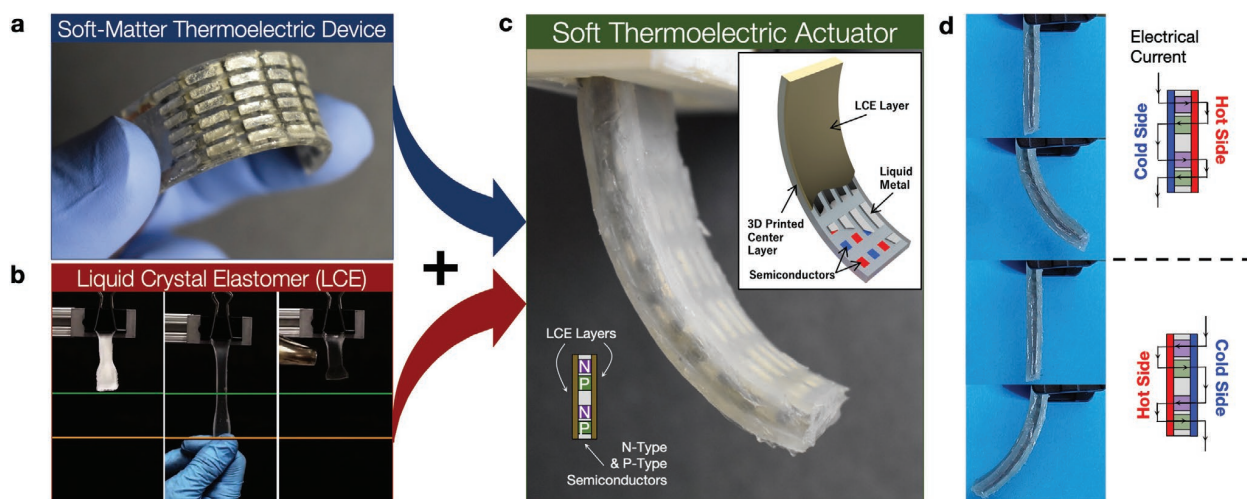 a
Soft-Matter Thermoelectric Device
b
Liquid Crystal Elastomer (LCE)
+
c
Soft Thermoelectric Actuator
LCE Layer
Liquid
Metal
3D Printed
Center
Layer
Semiconductors
LCE Layers
N
P
N
P
N-Type
& P-Type
Semiconductors
d
Electrical
Current
Cold Side
Hot Side
Hot Side
Cold Side